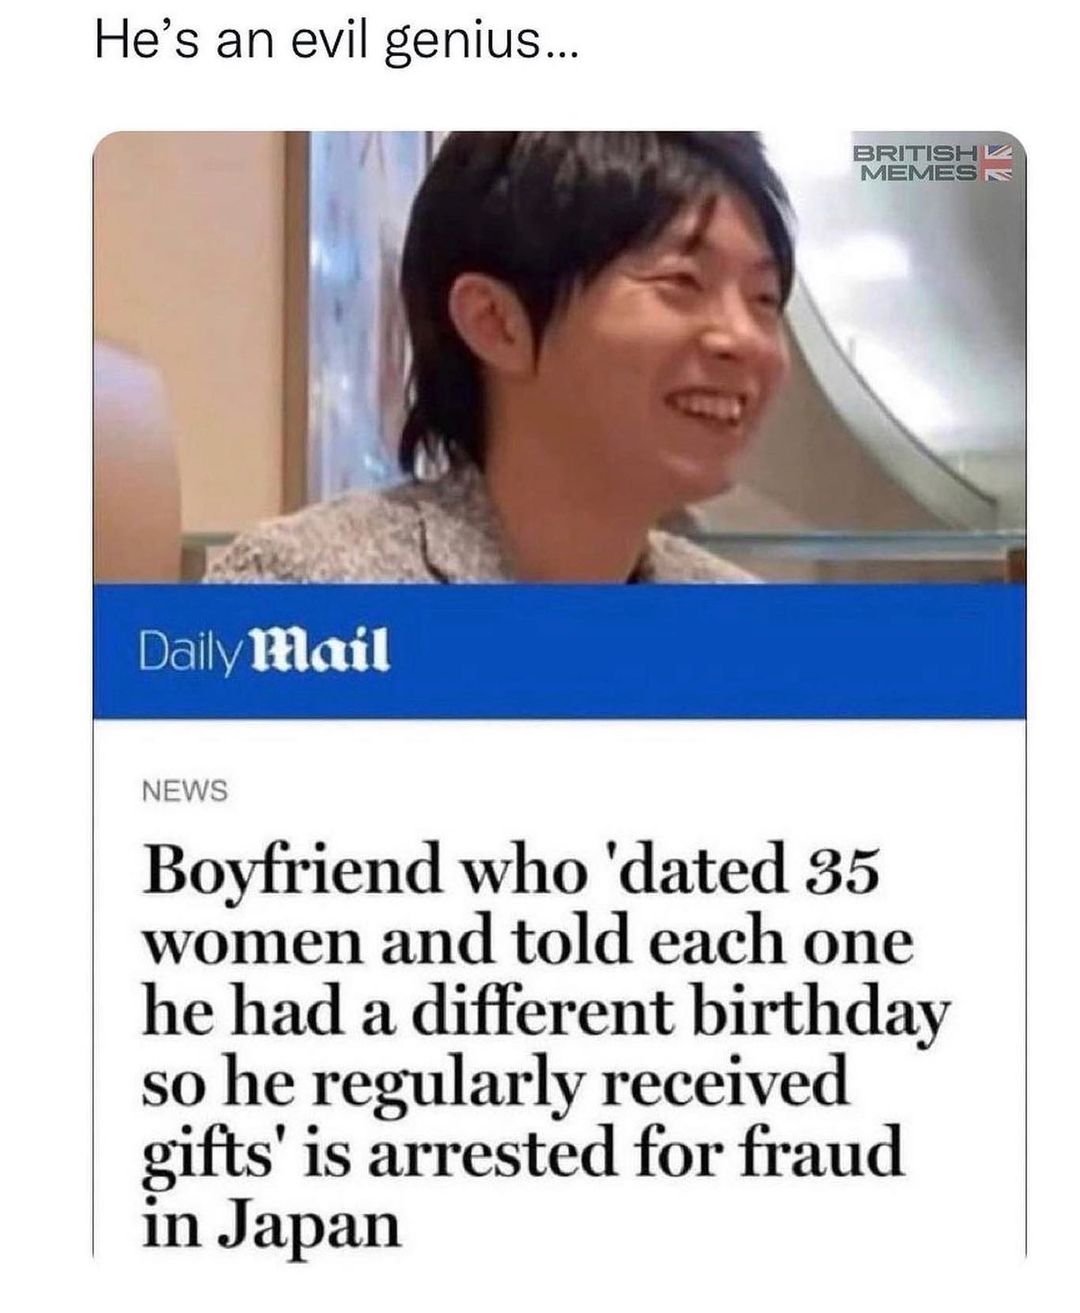 He’s an evil genius...
BRITISH
MEMES
Daily Mail
NEWS
Boyfriend who 'dated 35
women and told each one
he had a different birthday
so he regularly received
gifts' is arrested for fraud
in Japan